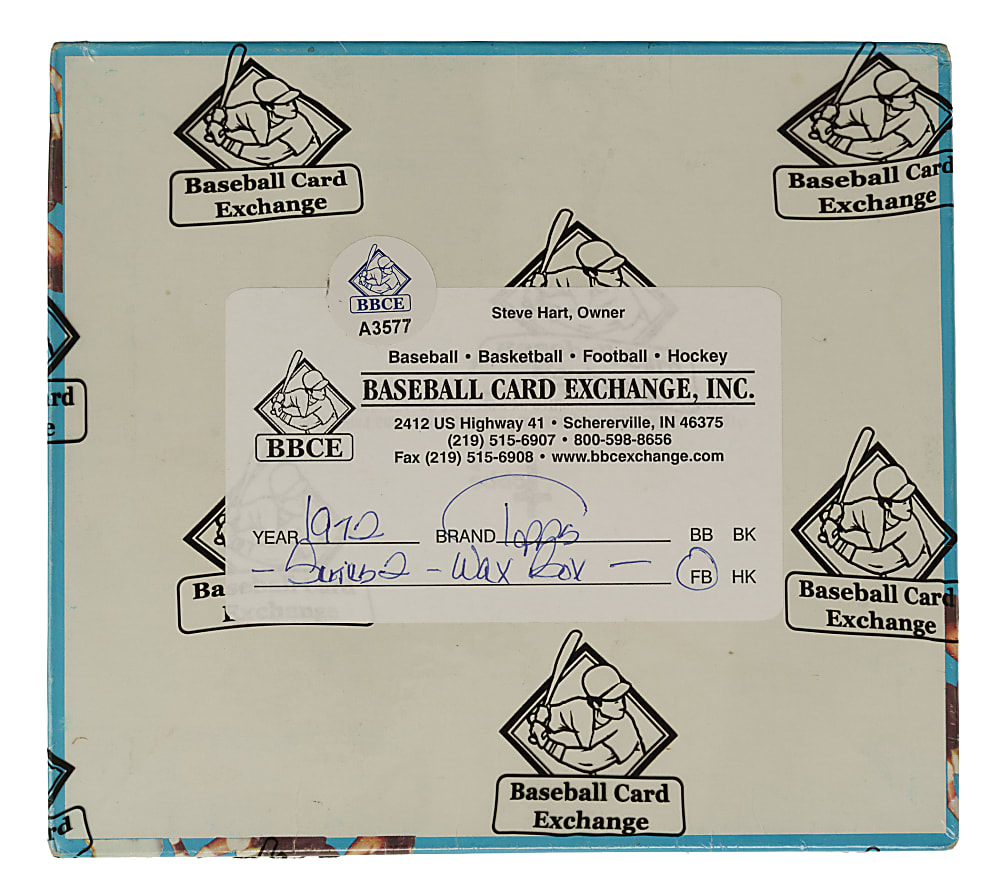 Baseball Card
Exchange
Baseball Card
Exchange
BBCE
A3577
Steve Hart, Owner
Baseball • Basketball • Football • Hockey
BASEBALL CARD EXCHANGE, INC.
BBCE
2412 US Highway 41 • Schererville, IN 46375
(219) 515-6907 • 800-598-8656
Fax (219) 515-6908 • www.bbcexchange.com
rd
e
YEAR 1972 BRAND Topps BB BK
- Series 2 - Wax Box - FB HK
Baseball Card
Exchange
Baseball Card
Exchange
Baseball Card
Exchange
rd